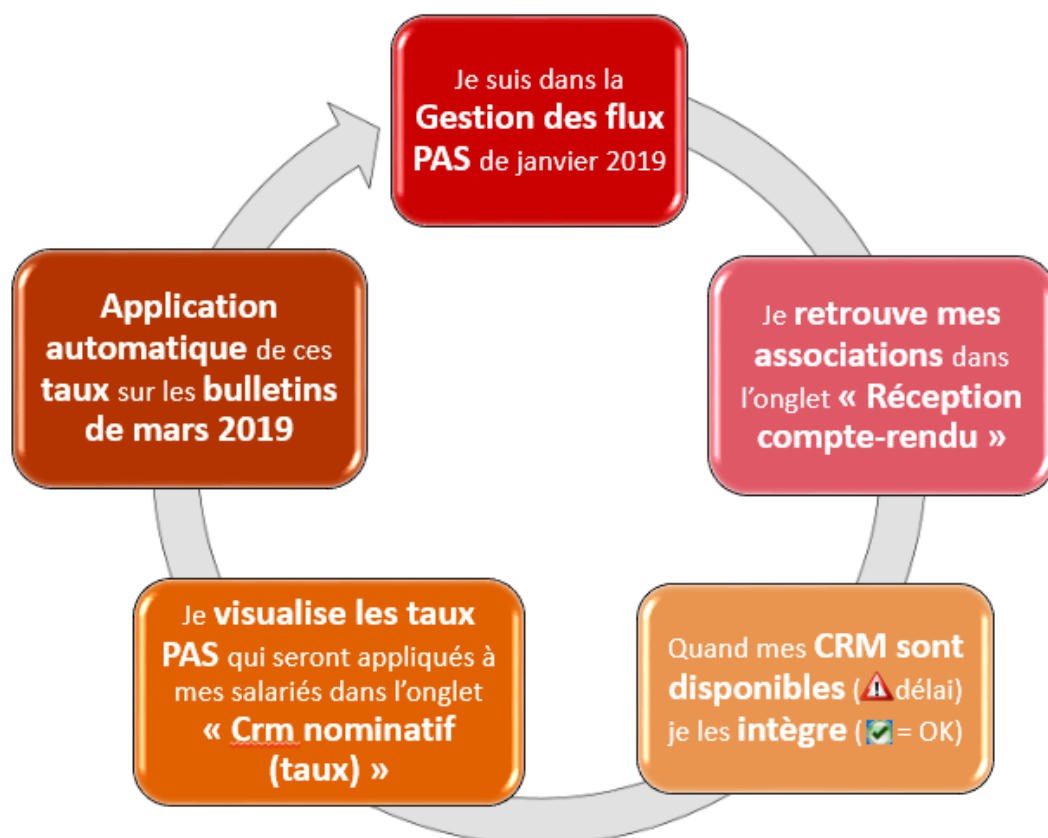 Je suis dans la
Gestion des flux
PAS de janvier 2019
Je retrouve mes
associations dans
l'onglet « Réception
compte-rendu »
Quand mes CRM sont
disponibles (⚠ délai)
je les intègre (✅ = OK)
Je visualise les taux
PAS qui seront appliqués à
mes salariés dans l'onglet
« Crm nominatif
(taux) »
Application
automatique de ces
taux sur les bulletins
de mars 2019